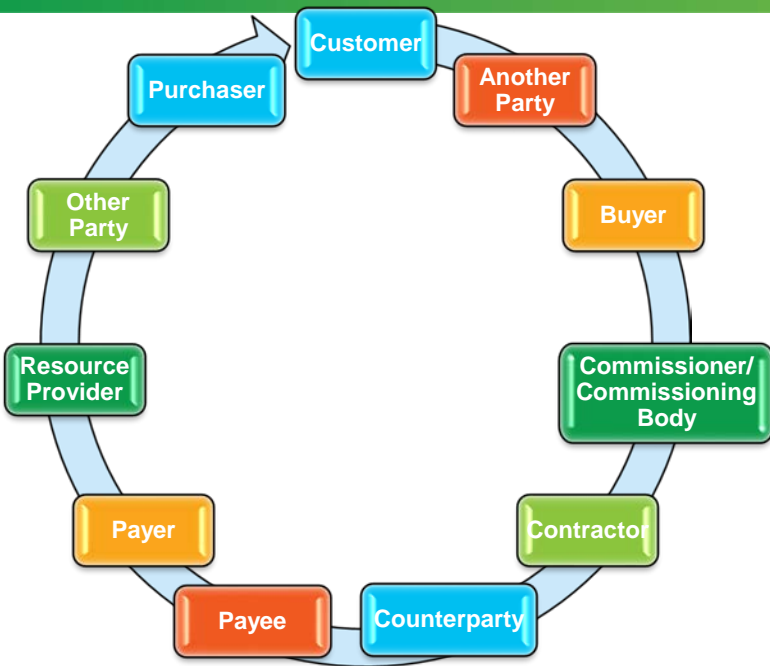 Customer
Another
Party
Buyer
Commissioner/
Commissioning
Body
Contractor
Counterparty
Payee
Payer
Resource
Provider
Other
Party
Purchaser